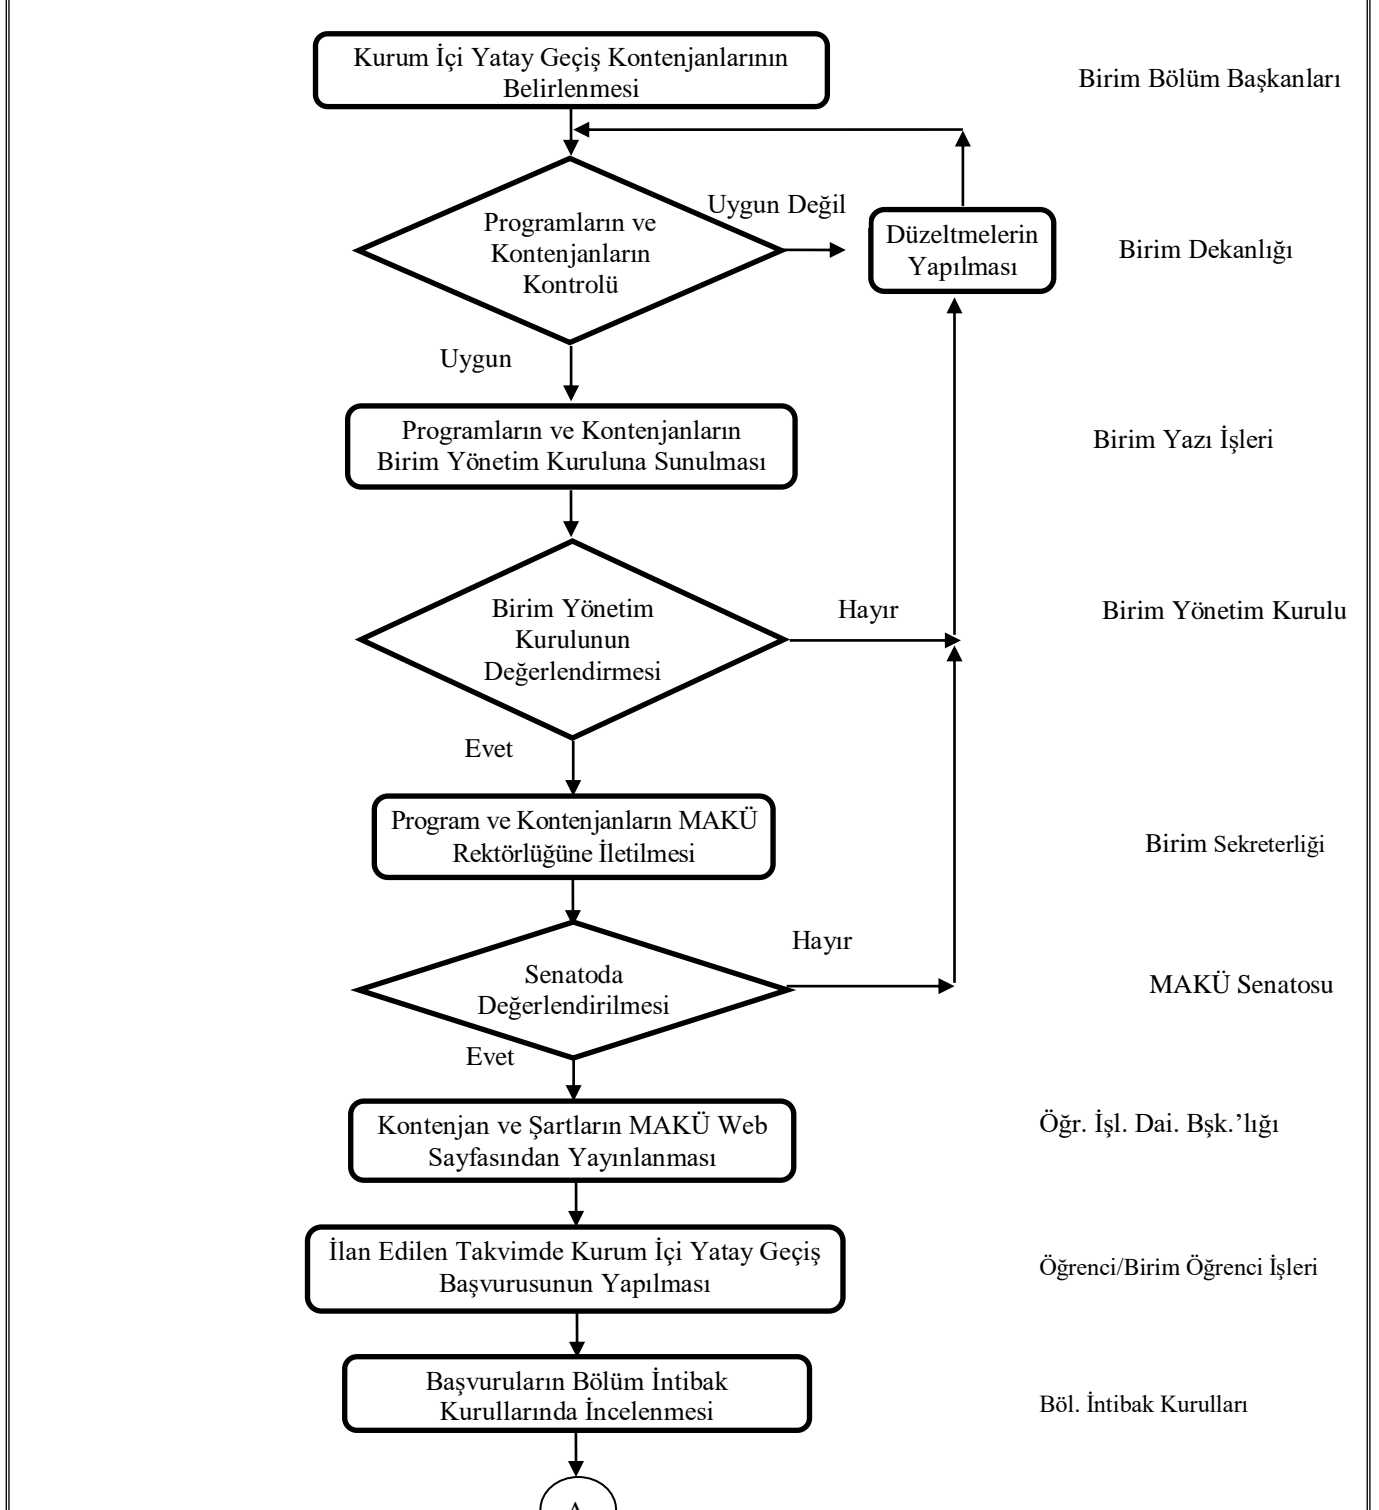 Kurum İçi Yatay Geçiş Kontenjanlarının
Belirlenmesi
Birim Bölüm Başkanları
Uygun Değil
Programların ve
Kontenjanların
Kontrolü
Düzeltmelerin
Yapılması
Birim Dekanlığı
Uygun
Programların ve Kontenjanların
Birim Yönetim Kuruluna Sunulması
Birim Yazı İşleri
Birim Yönetim
Kurulunun
Değerlendirmesi
Hayır
Birim Yönetim Kurulu
Evet
Program ve Kontenjanların MAKÜ
Rektörlüğüne İletilmesi
Birim Sekreterliği
Hayır
Senatoda
Değerlendirilmesi
MAKÜ Senatosu
Evet
Kontenjan ve Şartların MAKÜ Web
Sayfasından Yayınlanması
Öğr. İşl. Dai. Bşk.’lığı
İlan Edilen Takvimde Kurum İçi Yatay Geçiş
Başvurusunun Yapılması
Öğrenci/Birim Öğrenci İşleri
Başvuruların Bölüm İntibak
Kurullarında İncelenmesi
Böl. İntibak Kurulları
A